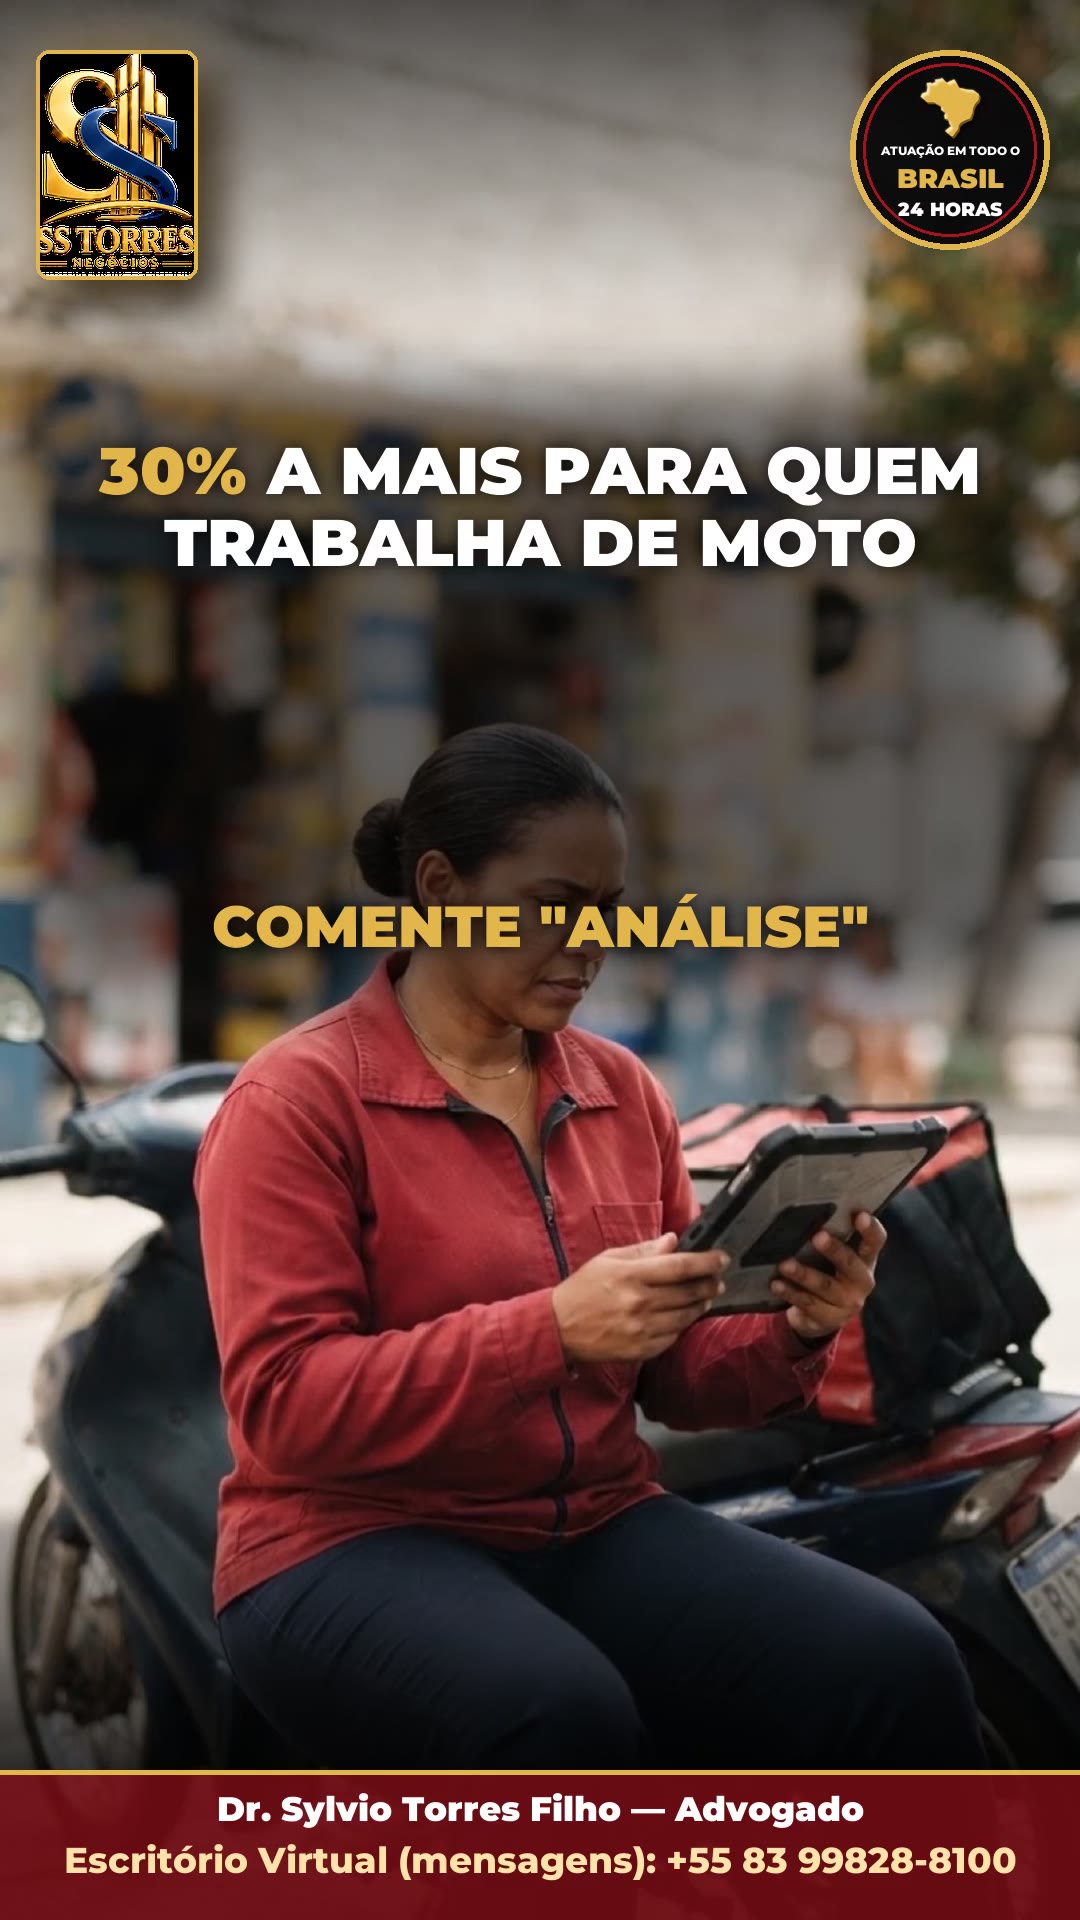 SS TORRES
NEGÓCIOS
ATUAÇÃO EM TODO O
BRASIL
24 HORAS
30% A MAIS PARA QUEM
TRABALHA DE MOTO
COMENTE "ANÁLISE"
Dr. Sylvio Torres Filho — Advogado
Escritório Virtual (mensagens): +55 83 99828-8100